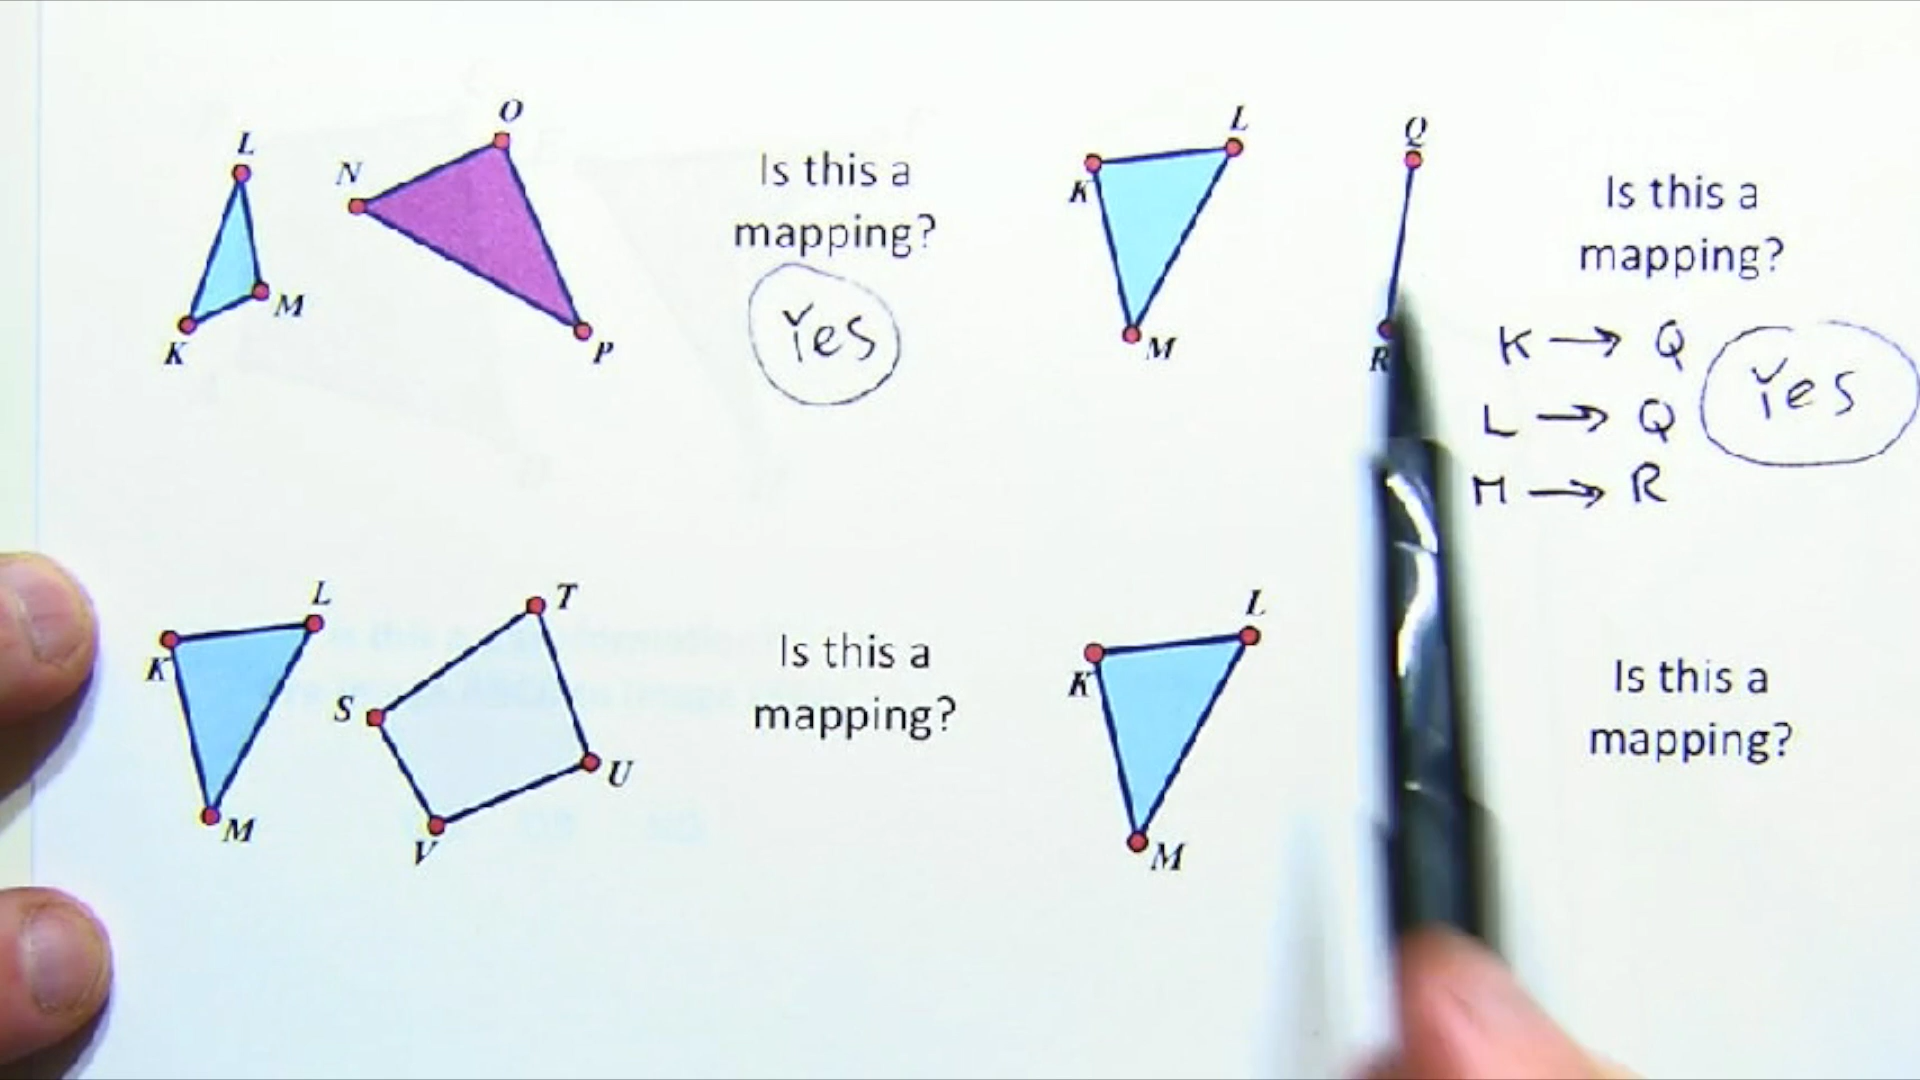 L
K
M
N
O
P
Is this a
mapping?
Yes
K
L
M
Q
R
Is this a
mapping?
K → Q
L → Q
M → R
Yes
K
L
M
S
T
U
V
Is this a
mapping?
K
L
M
Is this a
mapping?